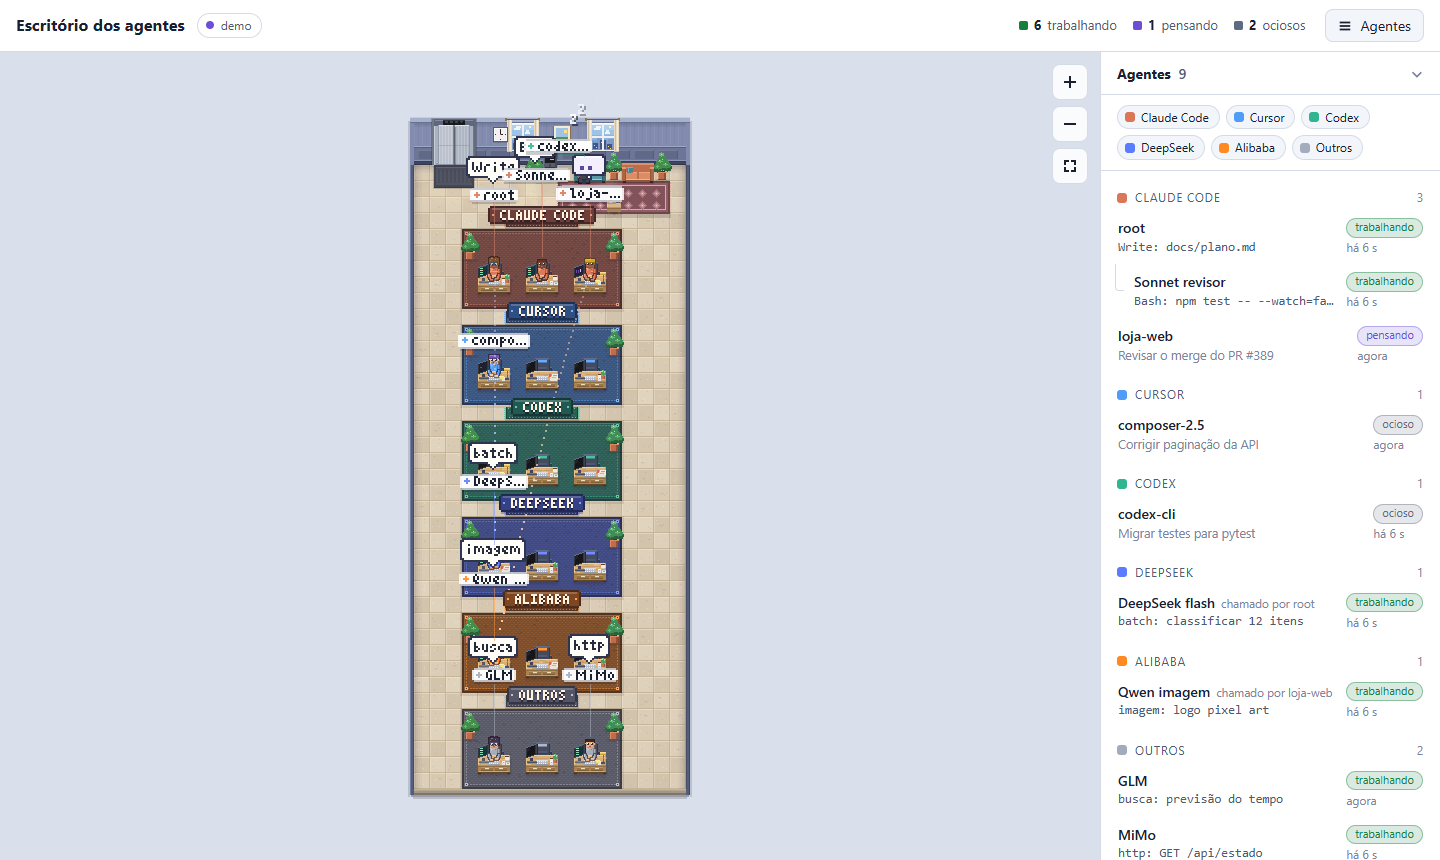 Escritório dos agentes
demo
6 trabalhando
1 pensando
2 ociosos
Agentes
codex...
Write
Sonne...
root
loja-...
CLAUDE CODE
CURSOR
compo...
CODEX
batch
DeepS...
DEEPSEEK
imagem
Qwen ...
ALIBABA
busca
http
GLM
MiMo
OUTROS
Agentes 9
Claude Code
Cursor
Codex
DeepSeek
Alibaba
Outros
CLAUDE CODE 3
root trabalhando
Write: docs/plano.md há 6 s
Sonnet revisor trabalhando
Bash: npm test -- --watch=fa… há 6 s
loja-web pensando
Revisar o merge do PR #389 agora
CURSOR 1
composer-2.5 ocioso
Corrigir paginação da API agora
CODEX 1
codex-cli ocioso
Migrar testes para pytest há 6 s
DEEPSEEK 1
DeepSeek flash chamado por root trabalhando
batch: classificar 12 itens há 6 s
ALIBABA 1
Qwen imagem chamado por loja-web trabalhando
imagem: logo pixel art há 6 s
OUTROS 2
GLM trabalhando
busca: previsão do tempo agora
MiMo trabalhando
http: GET /api/estado há 6 s